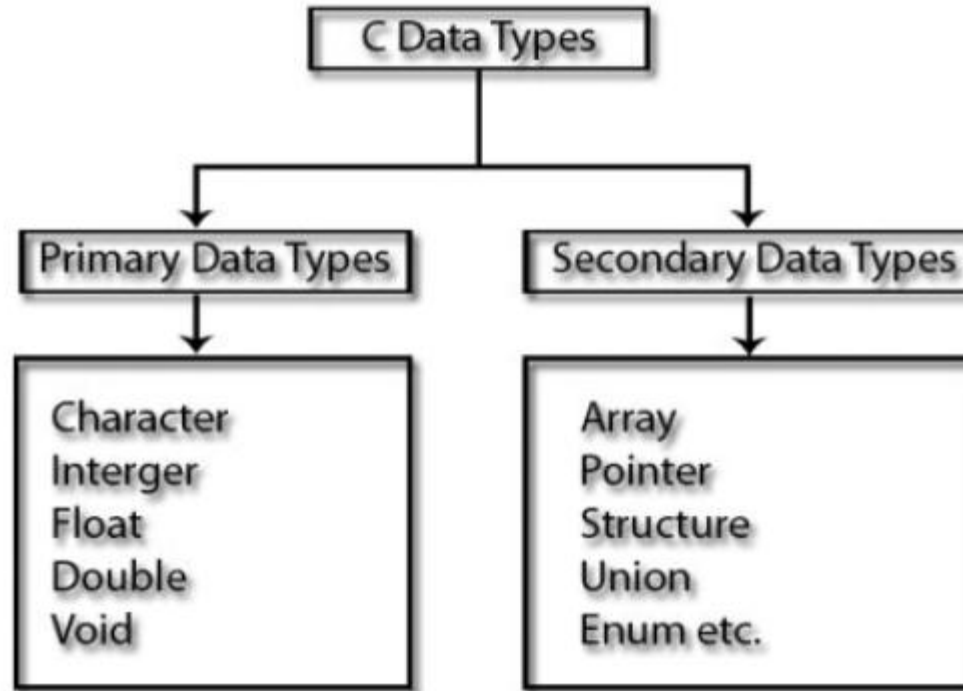 C Data Types
Primary Data Types
Secondary Data Types
Character
Interger
Float
Double
Void
Array
Pointer
Structure
Union
Enum etc.